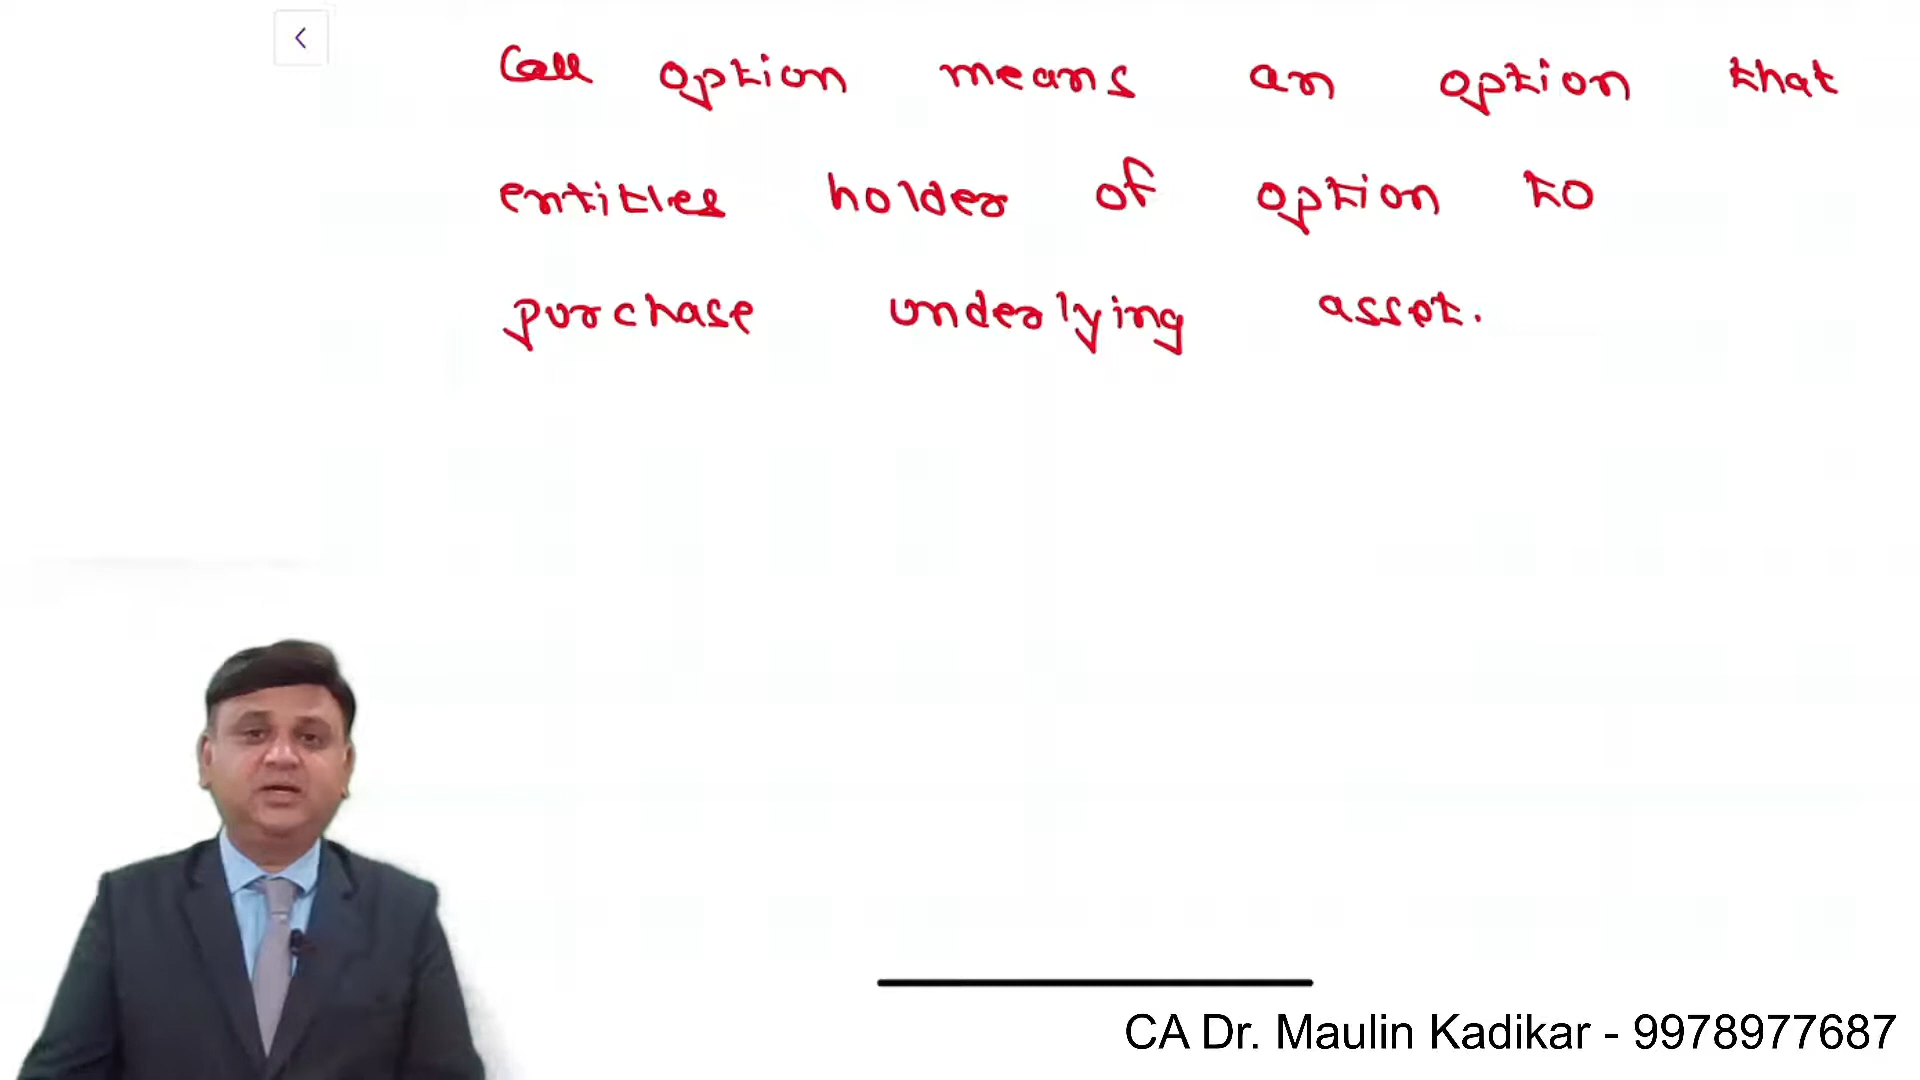 Call option means an option that
entitles holder of option to
purchase underlying asset.
CA Dr. Maulin Kadikar - 9978977687